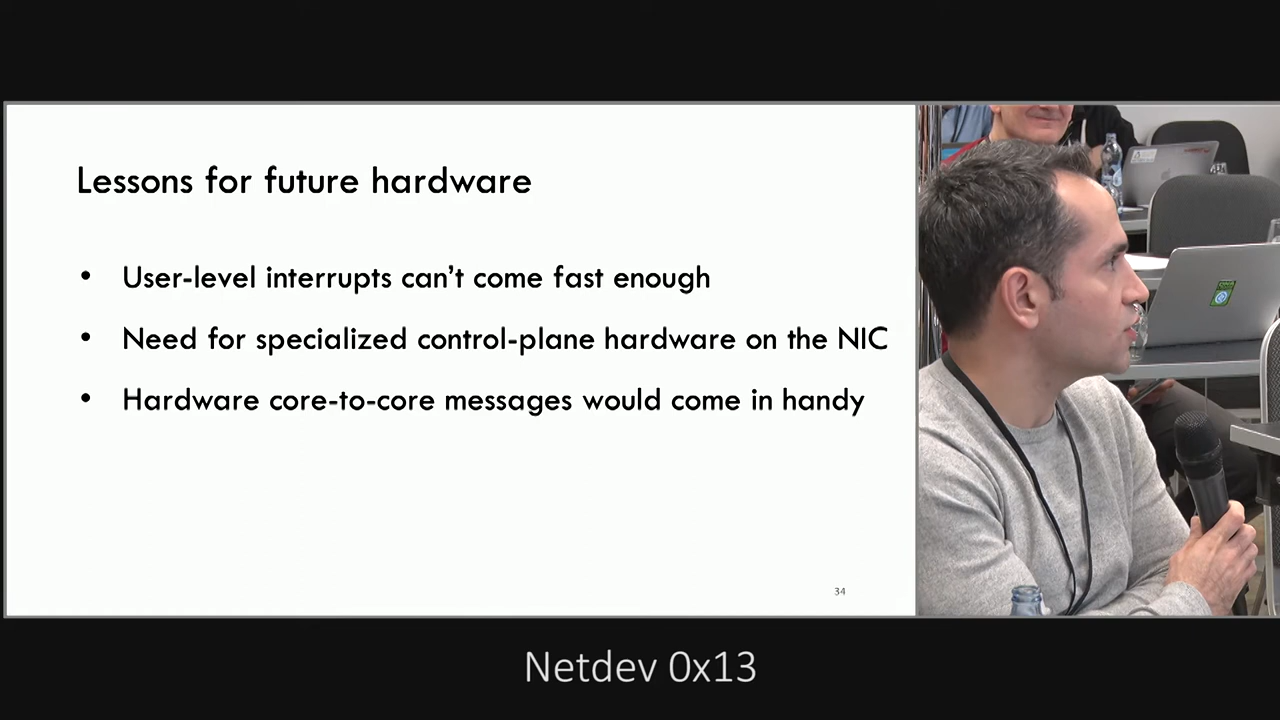 Lessons for future hardware
• User-level interrupts can't come fast enough
• Need for specialized control-plane hardware on the NIC
• Hardware core-to-core messages would come in handy
34
Netdev 0x13